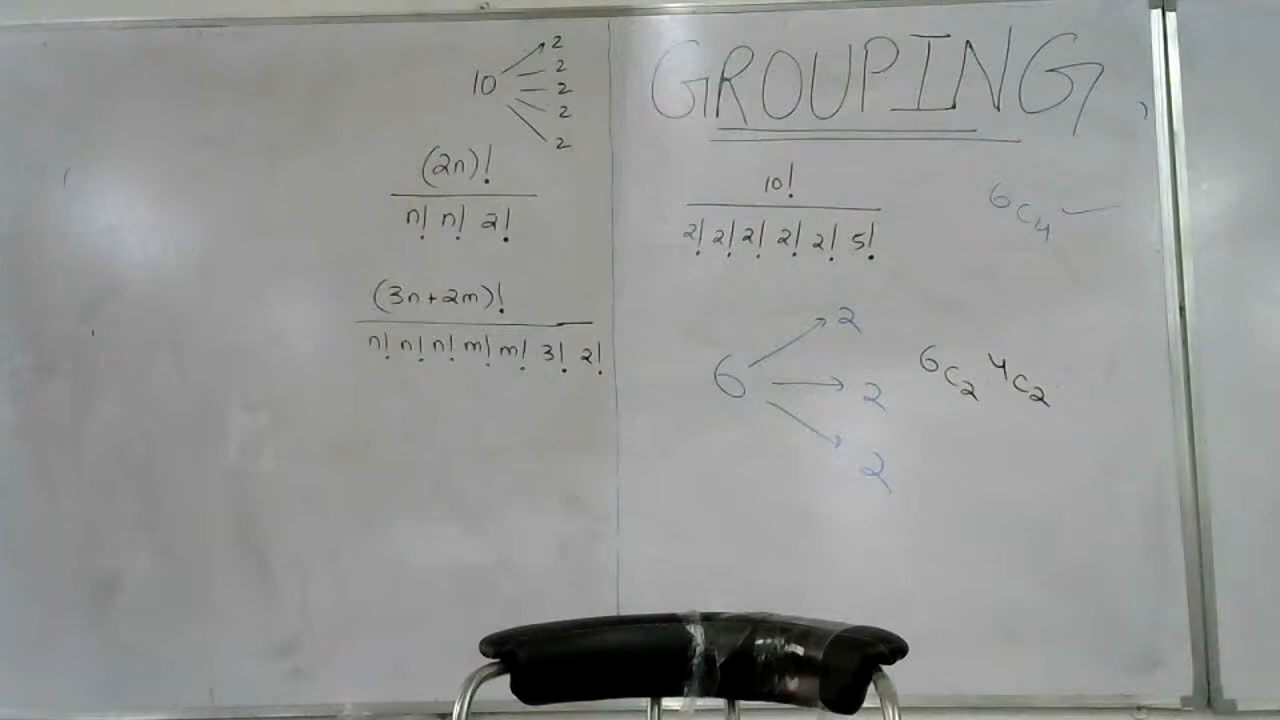 GROUPING
10
2
2
2
2
2
(2n)!
n! n! 2!
(3n+2m)!
n! n! n! m! m! 3! 2!
10!
2! 2! 2! 2! 2! 5!
⁶C₄
6
2
2
2
⁶C₂ ⁴C₂